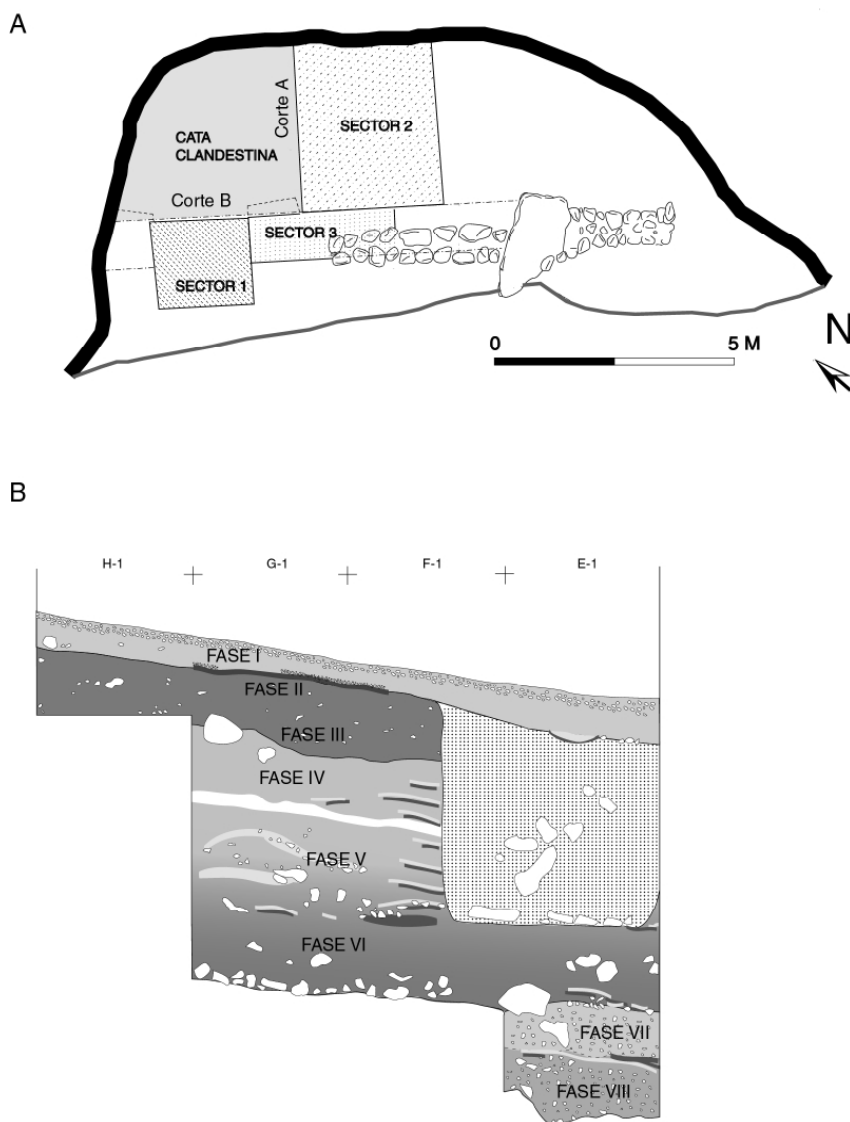 A
Corte A
CATA
CLANDESTINA
SECTOR 2
Corte B
SECTOR 3
SECTOR 1
0 5 M
N
B
H-1 G-1 F-1 E-1
FASE I
FASE II
FASE III
FASE IV
FASE V
FASE VI
FASE VII
FASE VIII